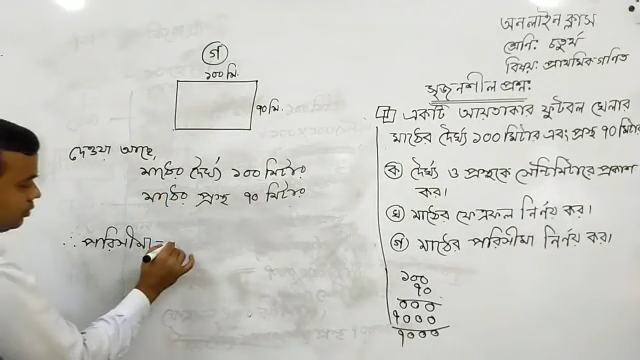 অনলাইন ক্লাস
শ্রেণি: চতুর্থ
বিষয়: প্রাথমিক গণিত
সৃজনশীল প্রশ্ন:
একটি আয়তাকার ফুটবল খেলার
মাঠের দৈর্ঘ্য ১০০ মিটার এবং প্রস্থ ৭০ মিটার
ক) দৈর্ঘ্য ও প্রস্থকে সেন্টিমিটারে প্রকাশ
কর।
খ) মাঠের ক্ষেত্রফল নির্ণয় কর।
গ) মাঠের পরিসীমা নির্ণয় কর।
১০০
৭০
০০০
৭০০০
৭০০০
গ
১০০ মি.
৭০ মি.
দেওয়া আছে,
মাঠের দৈর্ঘ্য ১০০ মিটার
মাঠের প্রস্থ ৭০ মিটার
∴ পরিসীমা =